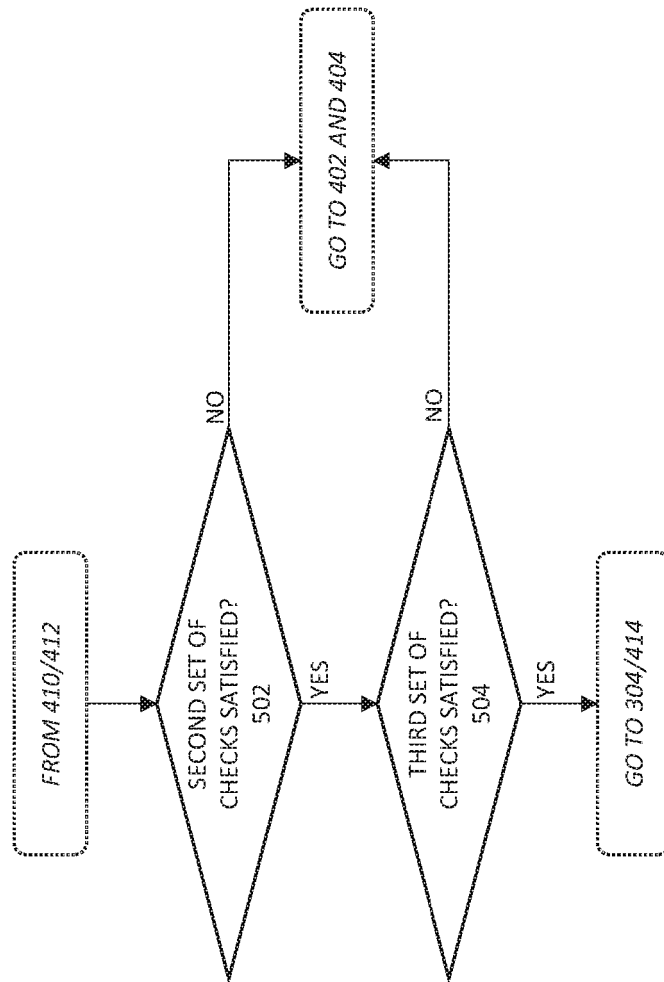 FROM 410/412
SECOND SET OF
CHECKS SATISFIED?
502
NO
YES
GO TO 402 AND 404
THIRD SET OF
CHECKS SATISFIED?
504
NO
YES
GO TO 304/414